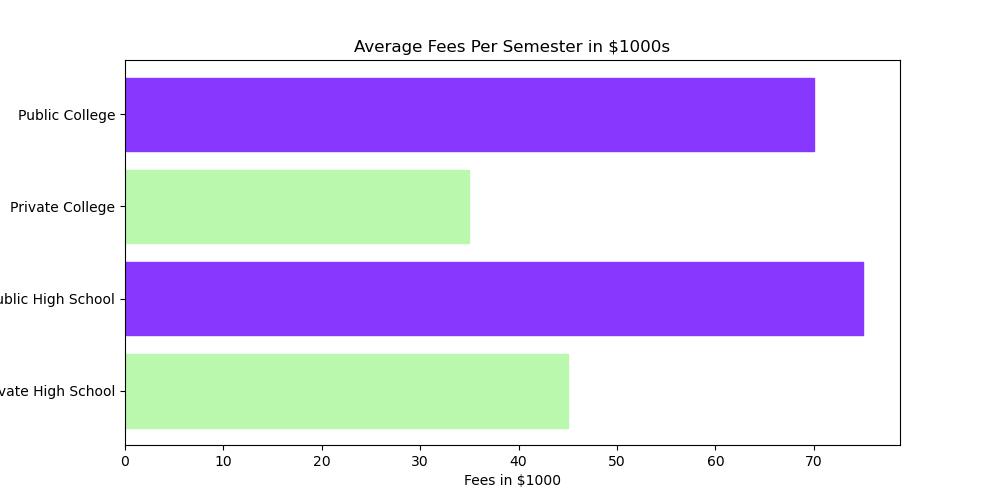 Average Fees Per Semester in $1000s
Public College
Private College
ublic High School
vate High School
0 10 20 30 40 50 60 70
Fees in $1000